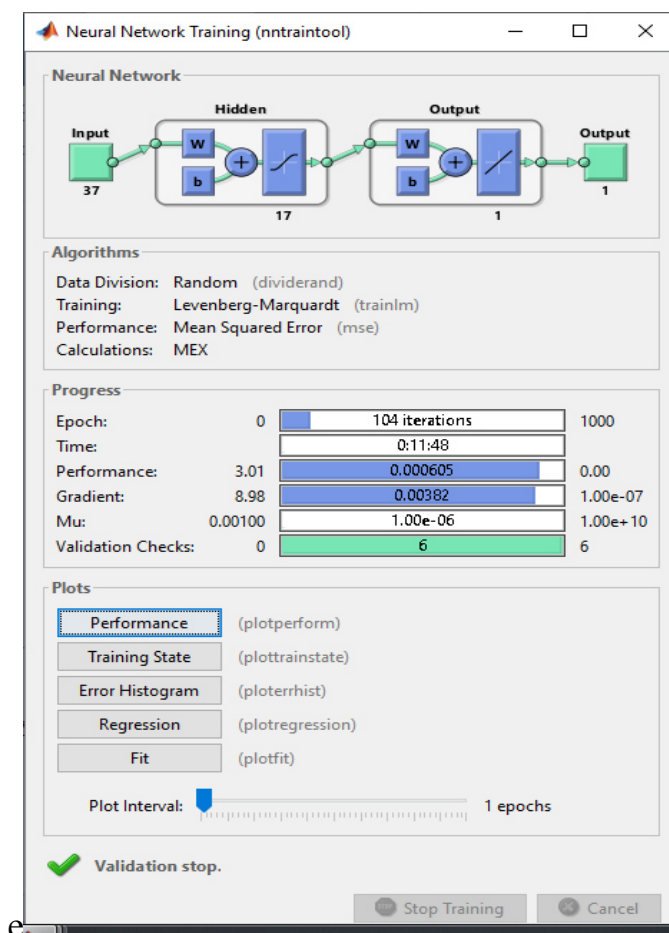 Neural Network Training (nntraintool)
Neural Network
Hidden Output
Input Output
W W
b b
37 17 1 1
Algorithms
Data Division: Random (dividerand)
Training: Levenberg-Marquardt (trainlm)
Performance: Mean Squared Error (mse)
Calculations: MEX
Progress
Epoch: 0 104 iterations 1000
Time: 0:11:48
Performance: 3.01 0.000605 0.00
Gradient: 8.98 0.00382 1.00e-07
Mu: 0.00100 1.00e-06 1.00e+10
Validation Checks: 0 6 6
Plots
Performance (plotperform)
Training State (plottrainstate)
Error Histogram (ploterrhist)
Regression (plotregression)
Fit (plotfit)
Plot Interval: 1 epochs
Validation stop.
Stop Training Cancel
e